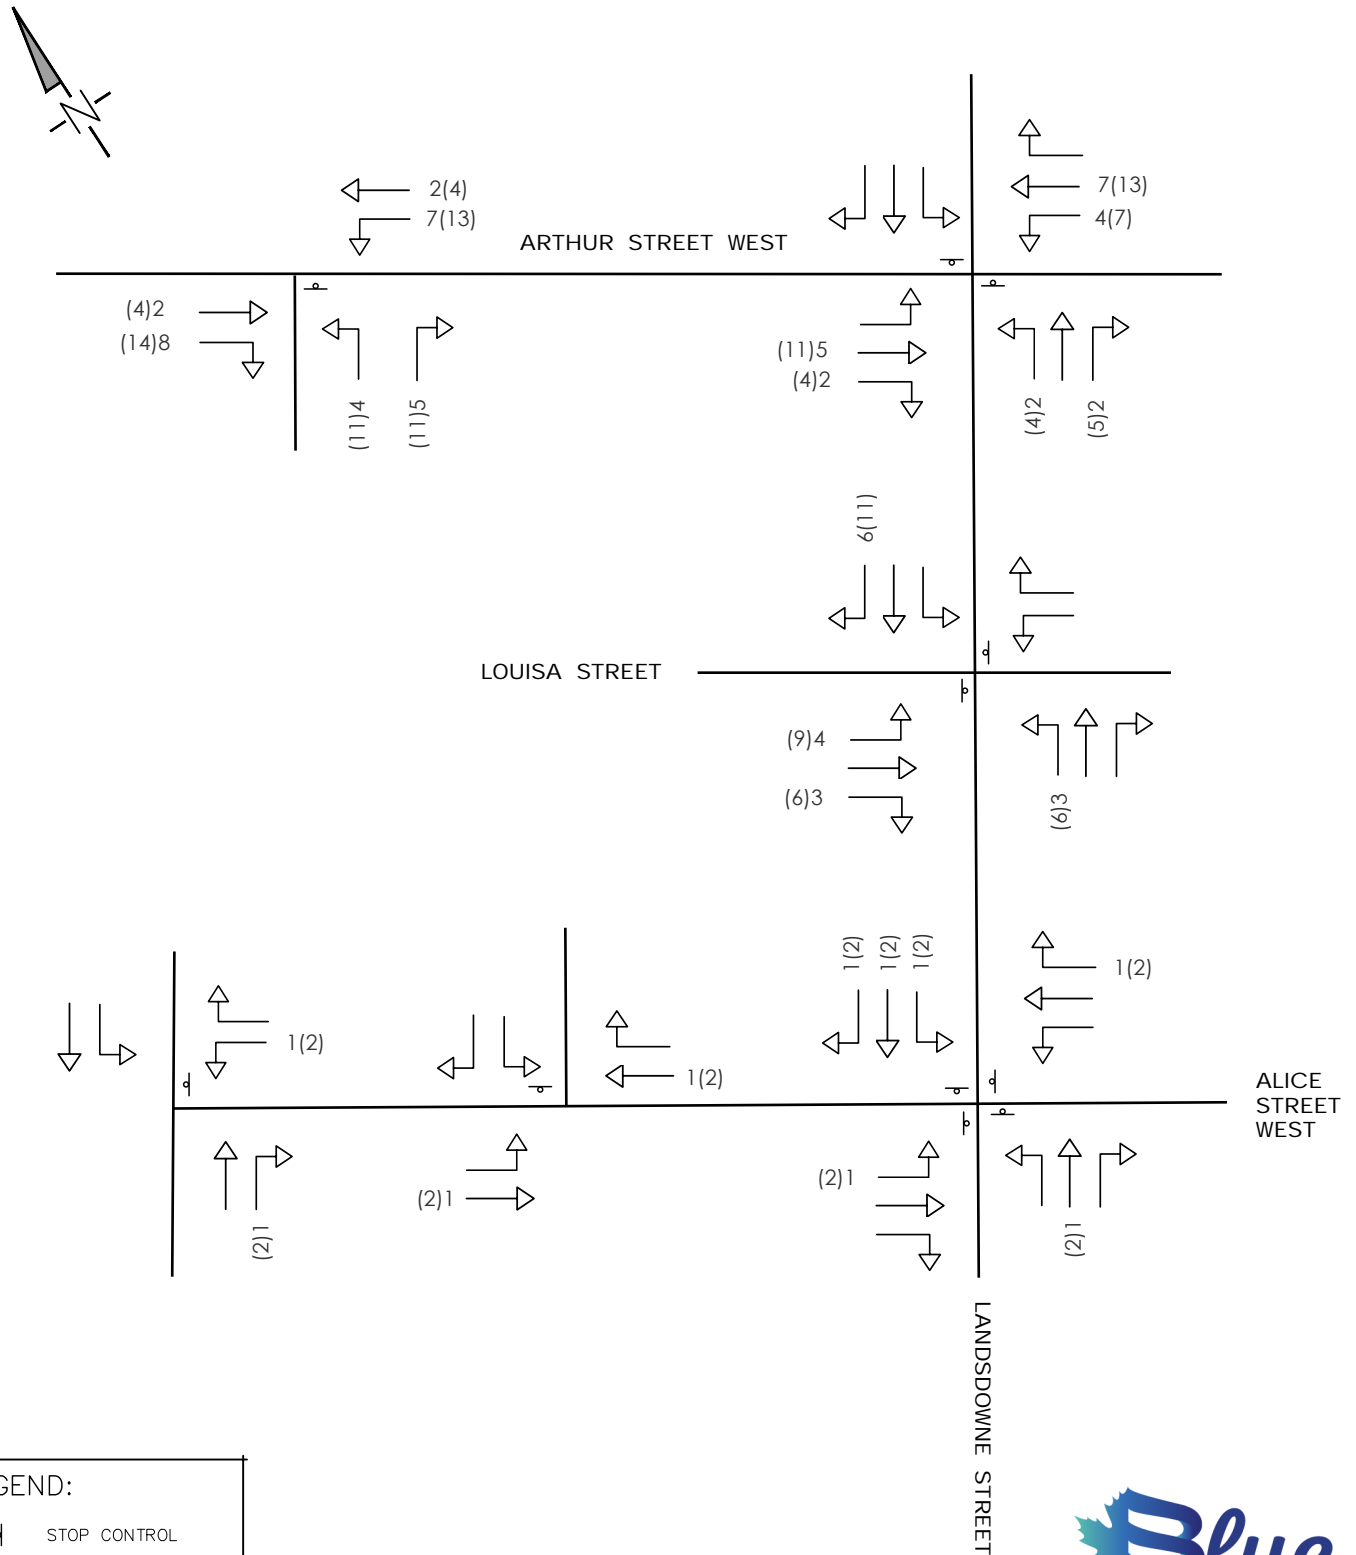 2(4)
7(13)
ARTHUR STREET WEST
7(13)
4(7)
(4)2
(14)8
(11)4
(11)5
(11)5
(4)2
(4)2
(5)2
6(11)
LOUISA STREET
(9)4
(6)3
(6)3
1(2)
1(2)
1(2)
1(2)
1(2)
1(2)
ALICE
STREET
WEST
(2)1
(2)1
(2)1
(2)1
LANDSDOWNE STREET
GEND:
STOP CONTROL
Blue